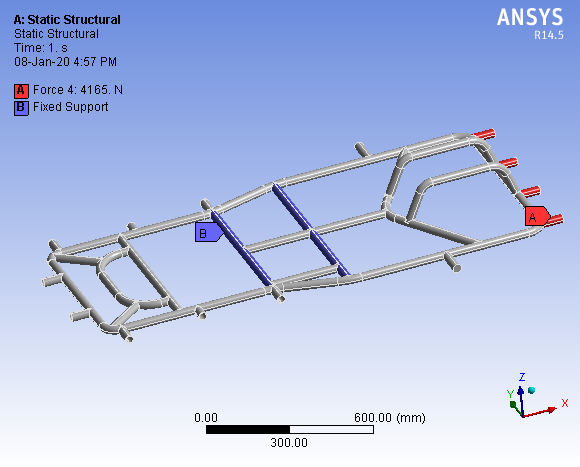 A: Static Structural
Static Structural
Time: 1. s
08-Jan-20 4:57 PM
A Force 4: 4165. N
B Fixed Support
ANSYS
R14.5
B
A
Z
Y
X
0.00 600.00 (mm)
300.00